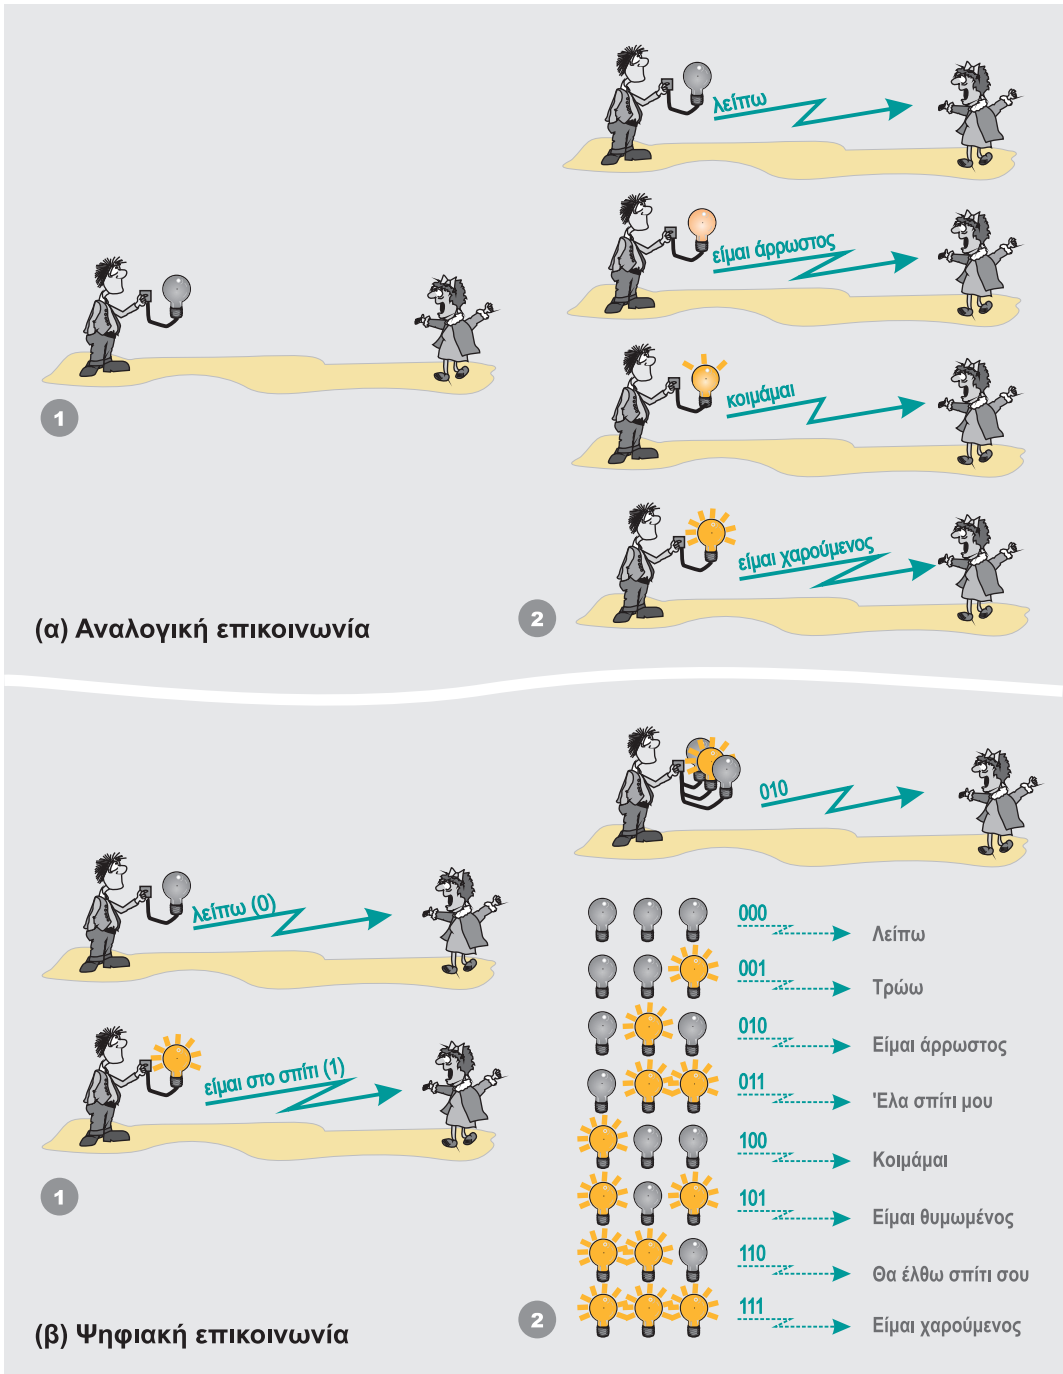 λείπω
είμαι άρρωστος
κοιμάμαι
είμαι χαρούμενος
1
2
(α) Αναλογική επικοινωνία
010
λείπω (0)
είμαι στο σπίτι (1)
1
000 Λείπω
001 Τρώω
010 Είμαι άρρωστος
011 'Ελα σπίτι μου
100 Κοιμάμαι
101 Είμαι θυμωμένος
110 Θα έλθω σπίτι σου
111 Είμαι χαρούμενος
2
(β) Ψηφιακή επικοινωνία